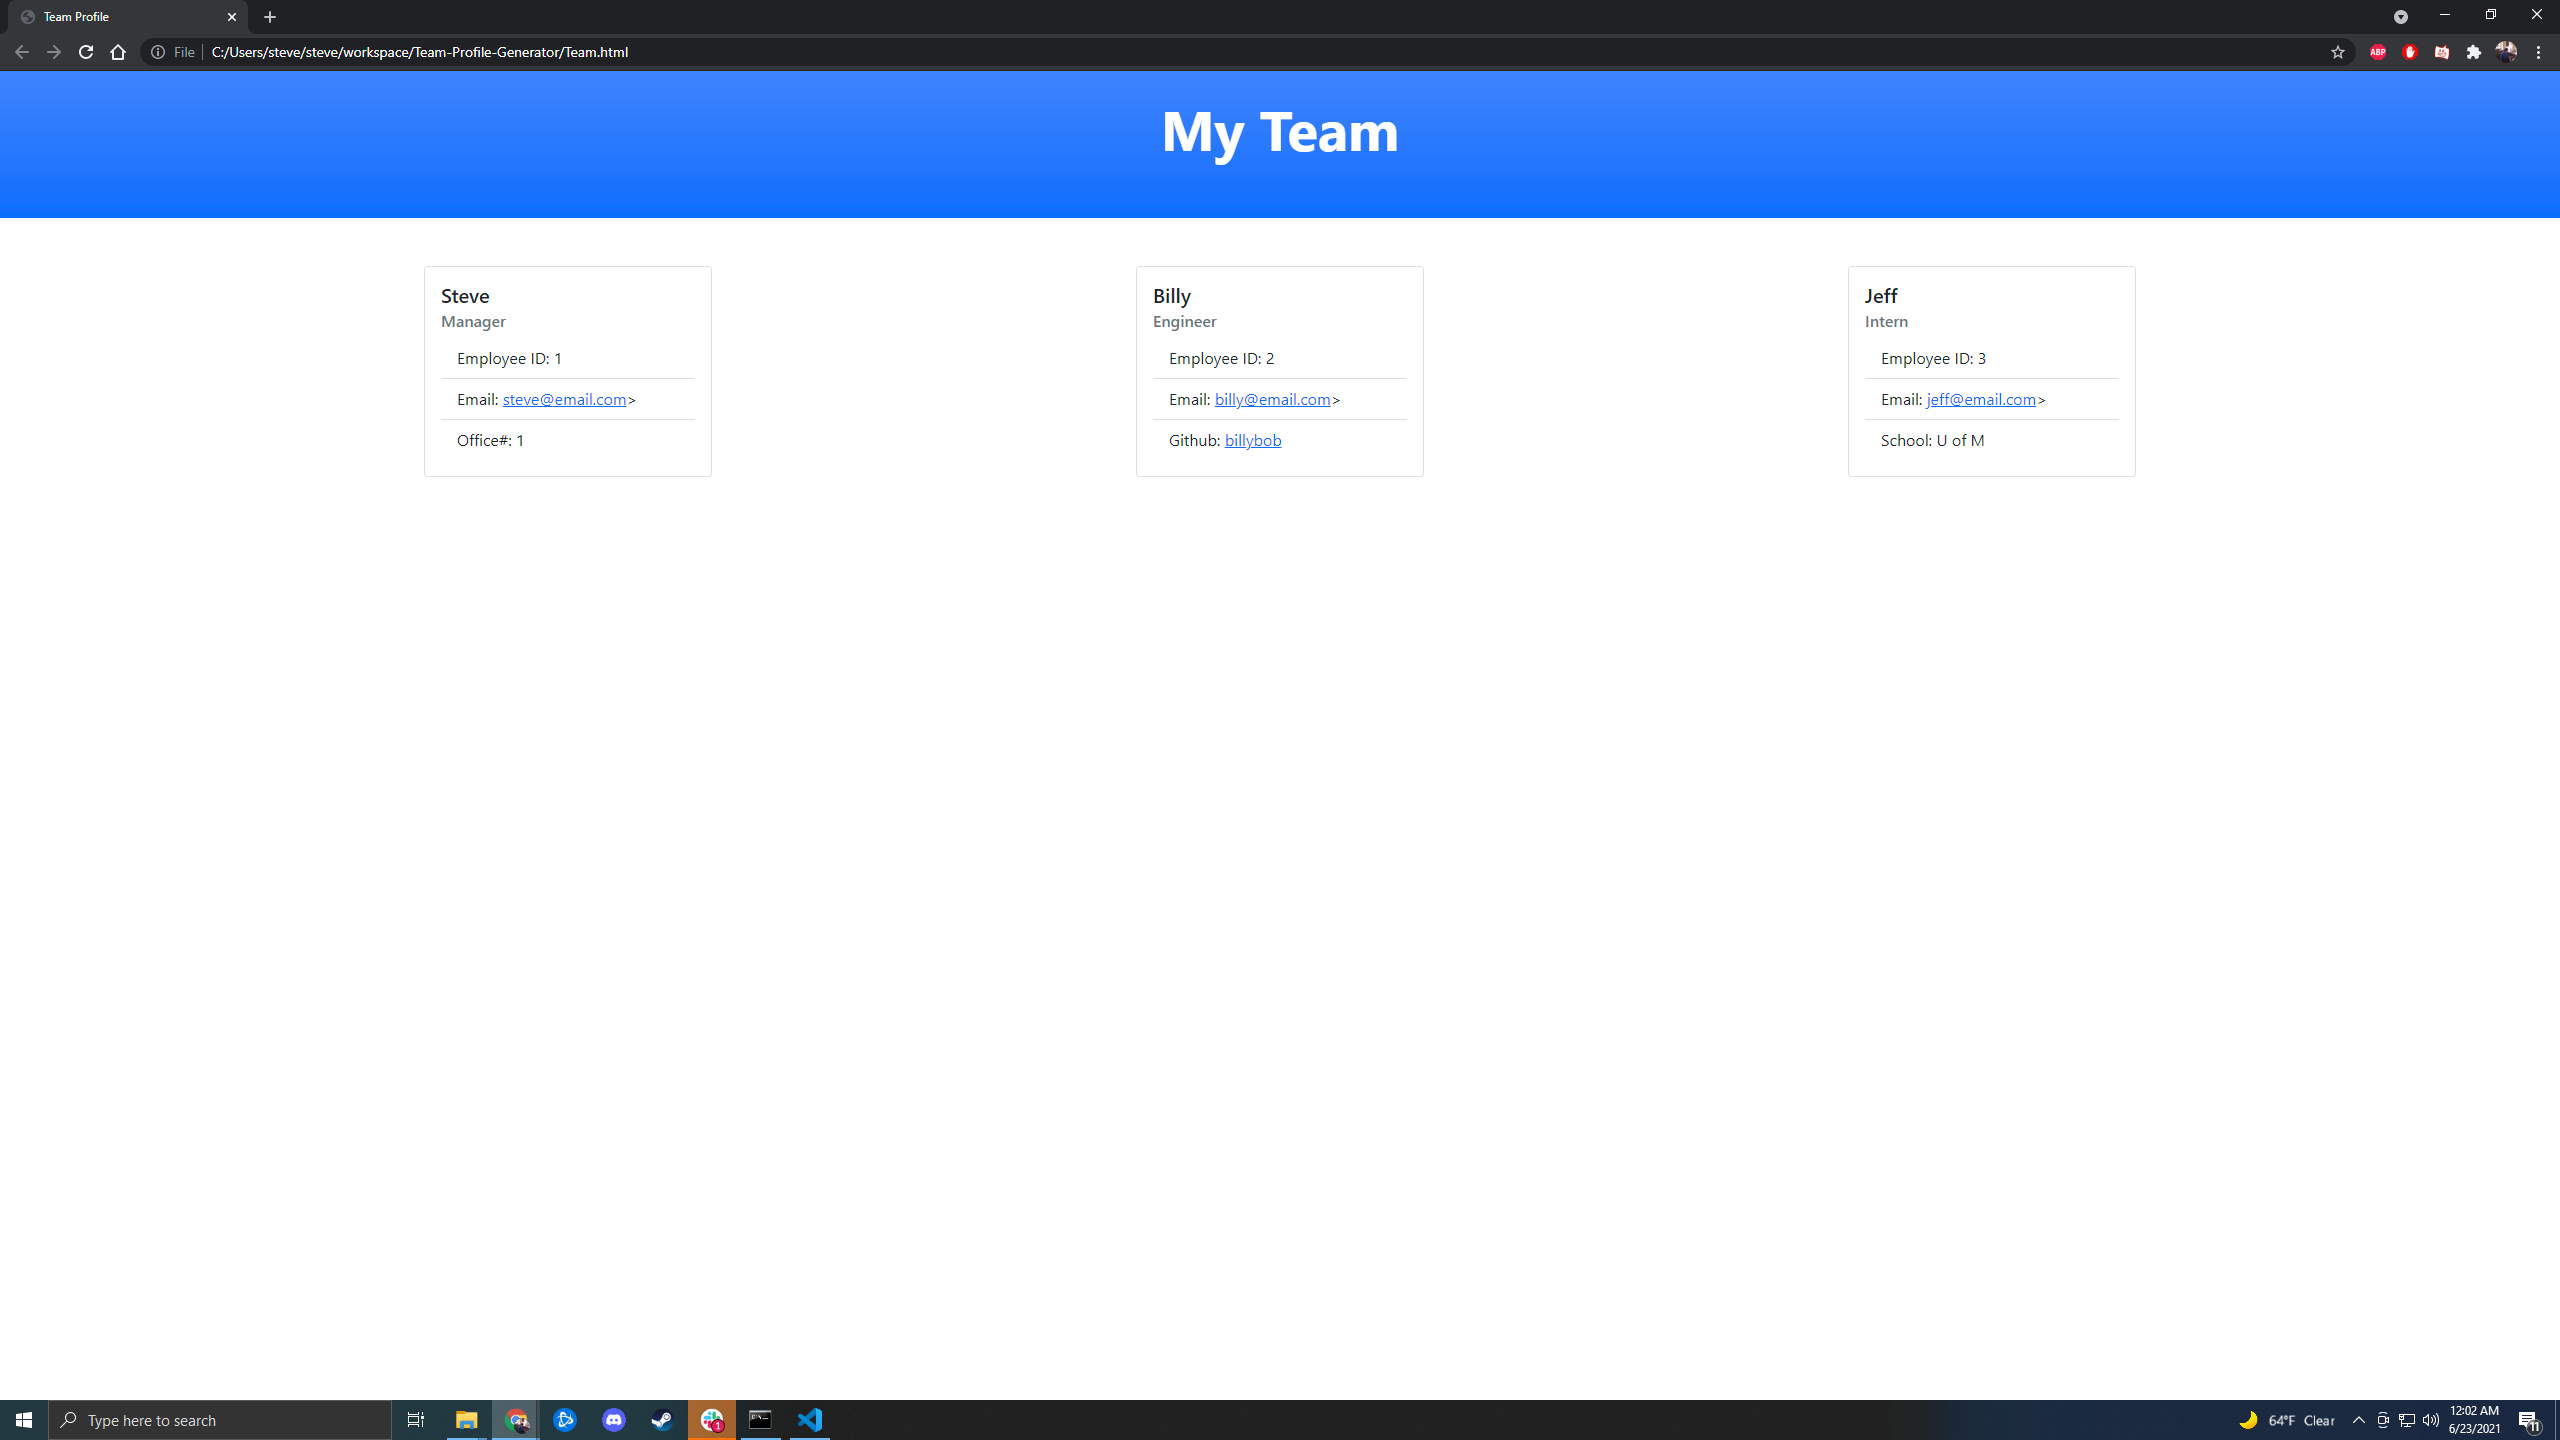 Team Profile
File C:/Users/steve/steve/workspace/Team-Profile-Generator/Team.html
ABP
My Team
Steve
Manager
Employee ID: 1
Email: steve@email.com>
Office#: 1
Billy
Engineer
Employee ID: 2
Email: billy@email.com>
Github: billybob
Jeff
Intern
Employee ID: 3
Email: jeff@email.com>
School: U of M
Type here to search
1
64°F Clear
12:02 AM
6/23/2021
11